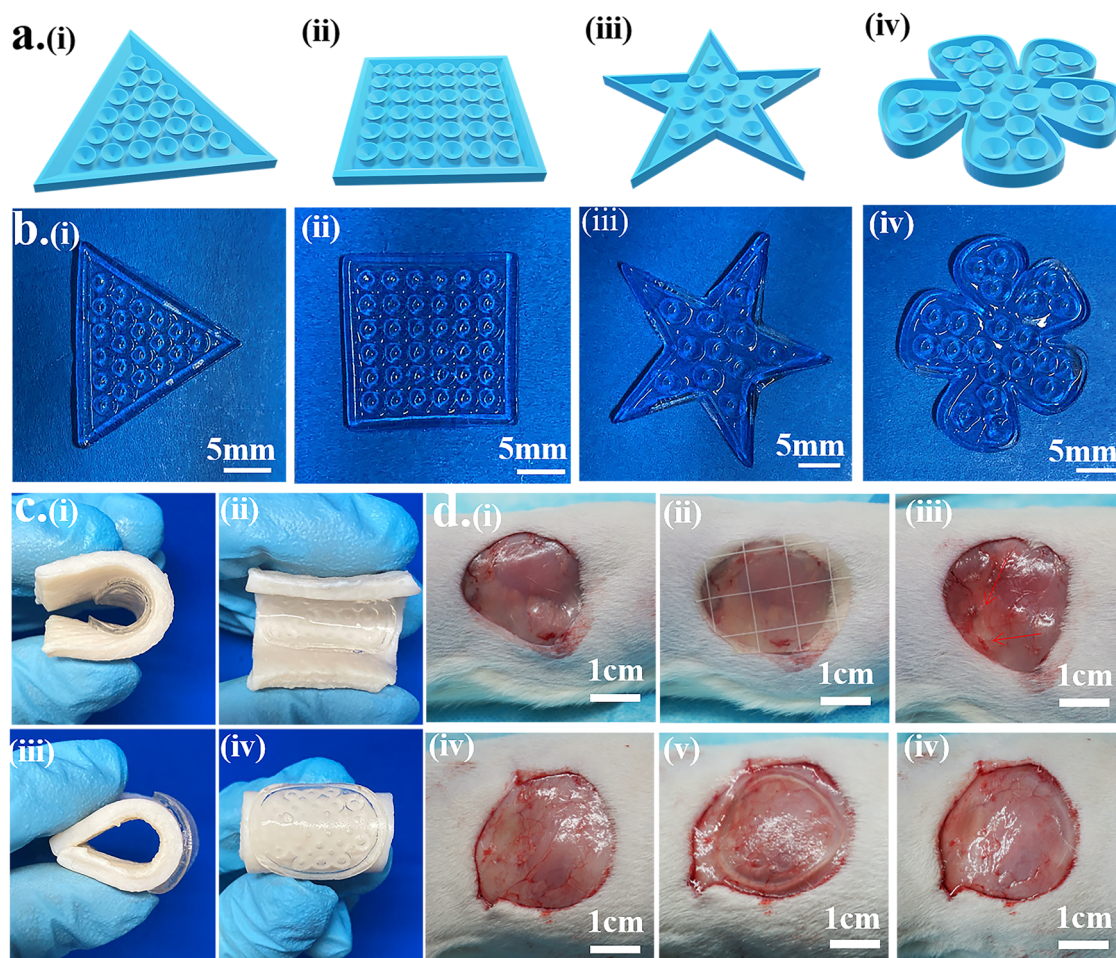 a.(i)
(ii)
(iii)
(iv)
b.(i)
(ii)
(iii)
(iv)
5mm
5mm
5mm
5mm
c.(i)
(ii)
d.(i)
(ii)
(iii)
1cm
1cm
1cm
(iii)
(iv)
(iv)
(v)
(iv)
1cm
1cm
1cm